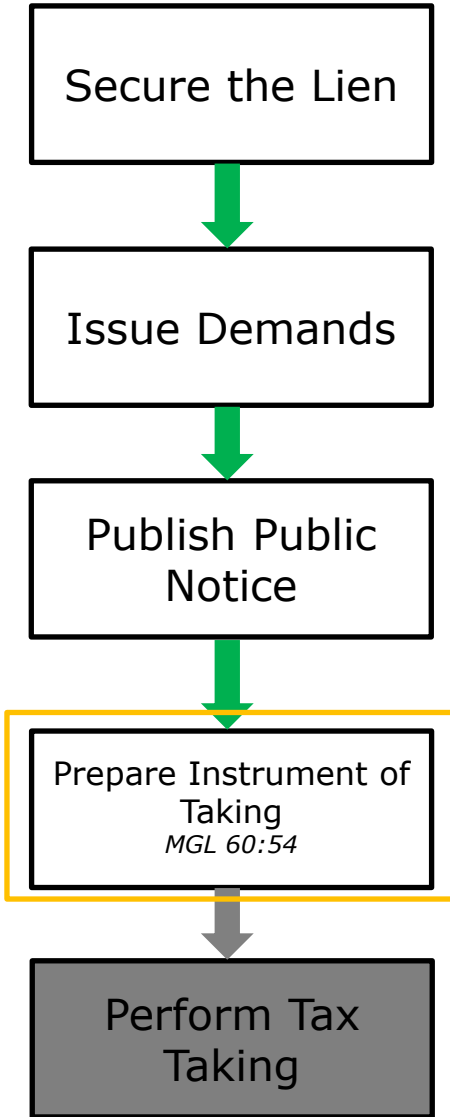 Secure the Lien
Issue Demands
Publish Public
Notice
Prepare Instrument of
Taking
MGL 60:54
Perform Tax
Taking